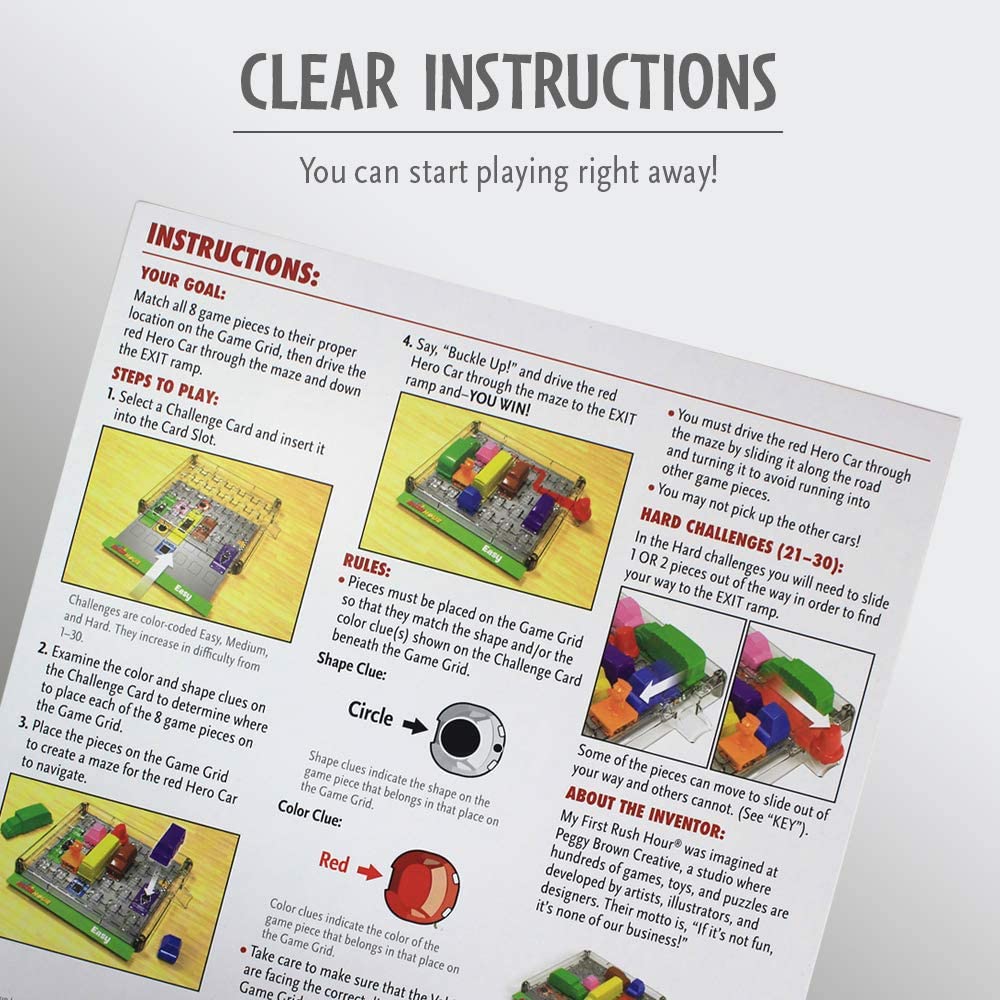 CLEAR INSTRUCTIONS
You can start playing right away!
INSTRUCTIONS:
YOUR GOAL:
Match all 8 game pieces to their proper
location on the Game Grid, then drive the
red Hero Car through the maze and down
the EXIT ramp.
STEPS TO PLAY:
1. Select a Challenge Card and insert it
into the Card Slot.
Easy
Challenges are color-coded Easy, Medium,
and Hard. They increase in difficulty from
1–30.
2. Examine the color and shape clues on
the Challenge Card to determine where
to place each of the 8 game pieces on
the Game Grid.
3. Place the pieces on the Game Grid
to create a maze for the red Hero Car
to navigate.
Easy
4. Say, “Buckle Up!” and drive the red
Hero Car through the maze to the EXIT
ramp and–YOU WIN!
Easy
RULES:
• Pieces must be placed on the Game Grid
so that they match the shape and/or the
color clue(s) shown on the Challenge Card
beneath the Game Grid.
Shape Clue:
Circle
Shape clues indicate the shape on the
game piece that belongs in that place on
the Game Grid.
Color Clue:
Red
Color clues indicate the color of the
game piece that belongs in that place on
the Game Grid.
• Take care to make sure that the
are facing the
Game
• You must drive the red Hero Car through
the maze by sliding it along the road
and turning it to avoid running into
other game pieces.
• You may not pick up the other cars!
HARD CHALLENGES (21–30):
In the Hard challenges you will need to slide
1 OR 2 pieces out of the way in order to find
your way to the EXIT ramp.
Some of the pieces can move to slide out of
your way and others cannot. (See “KEY”).
ABOUT THE INVENTOR:
My First Rush Hour® was imagined at
Peggy Brown Creative, a studio where
hundreds of games, toys, and puzzles are
developed by artists, illustrators, and
designers. Their motto is, “If it’s not fun,
it’s none of our business!”